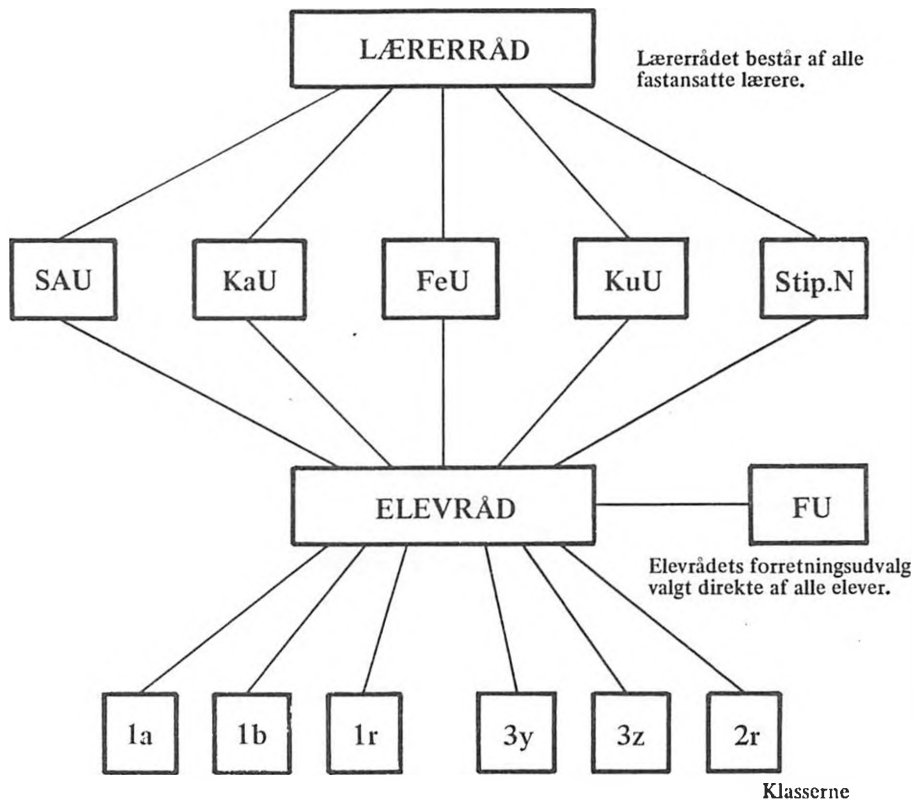 LÆRERRÅD
Lærerrådet består af alle
fastansatte lærere.
SAU
KaU
FeU
KuU
Stip.N
ELEVRÅD
FU
Elevrådets forretningsudvalg
valgt direkte af alle elever.
1a
1b
1r
3y
3z
2r
Klasserne